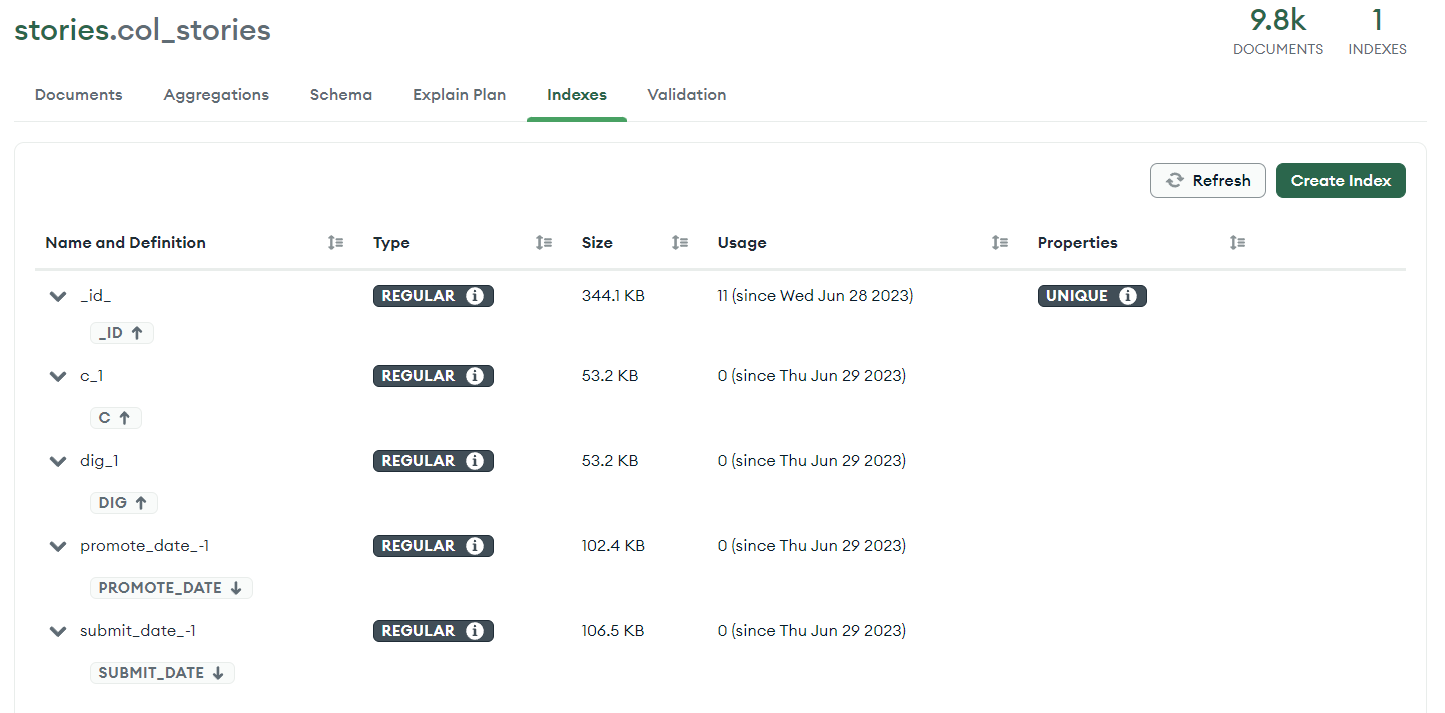 stories.col_stories
9.8k 1
DOCUMENTS INDEXES
Documents Aggregations Schema Explain Plan Indexes Validation
Refresh Create Index
Name and Definition Type Size Usage Properties
_id_ REGULAR i 344.1 KB 11 (since Wed Jun 28 2023) UNIQUE i
_ID ↑
c_1 REGULAR i 53.2 KB 0 (since Thu Jun 29 2023)
C ↑
dig_1 REGULAR i 53.2 KB 0 (since Thu Jun 29 2023)
DIG ↑
promote_date_-1 REGULAR i 102.4 KB 0 (since Thu Jun 29 2023)
PROMOTE_DATE ↓
submit_date_-1 REGULAR i 106.5 KB 0 (since Thu Jun 29 2023)
SUBMIT_DATE ↓